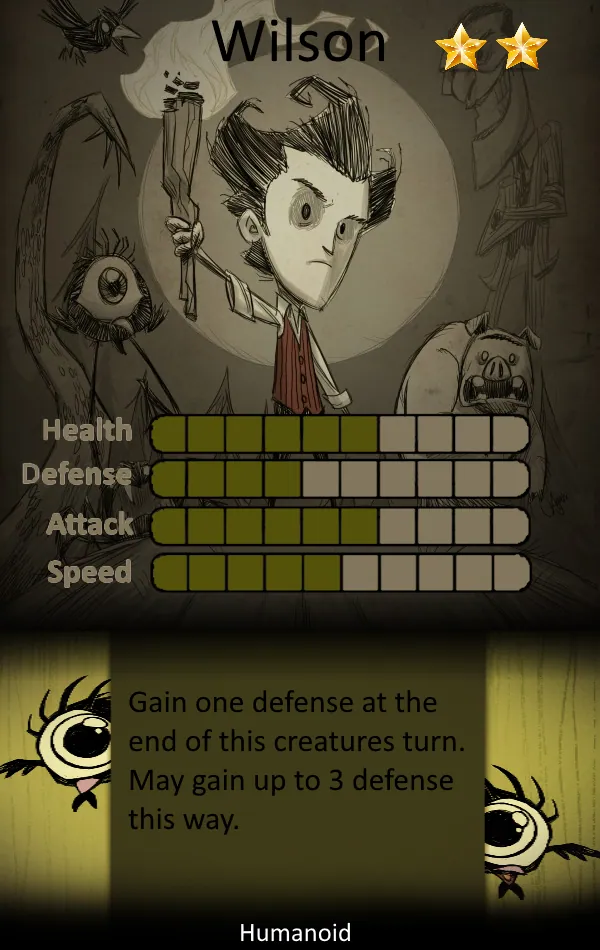 Wilson
Health
Defense
Attack
Speed
Gain one defense at the
end of this creatures turn.
May gain up to 3 defense
this way.
Humanoid